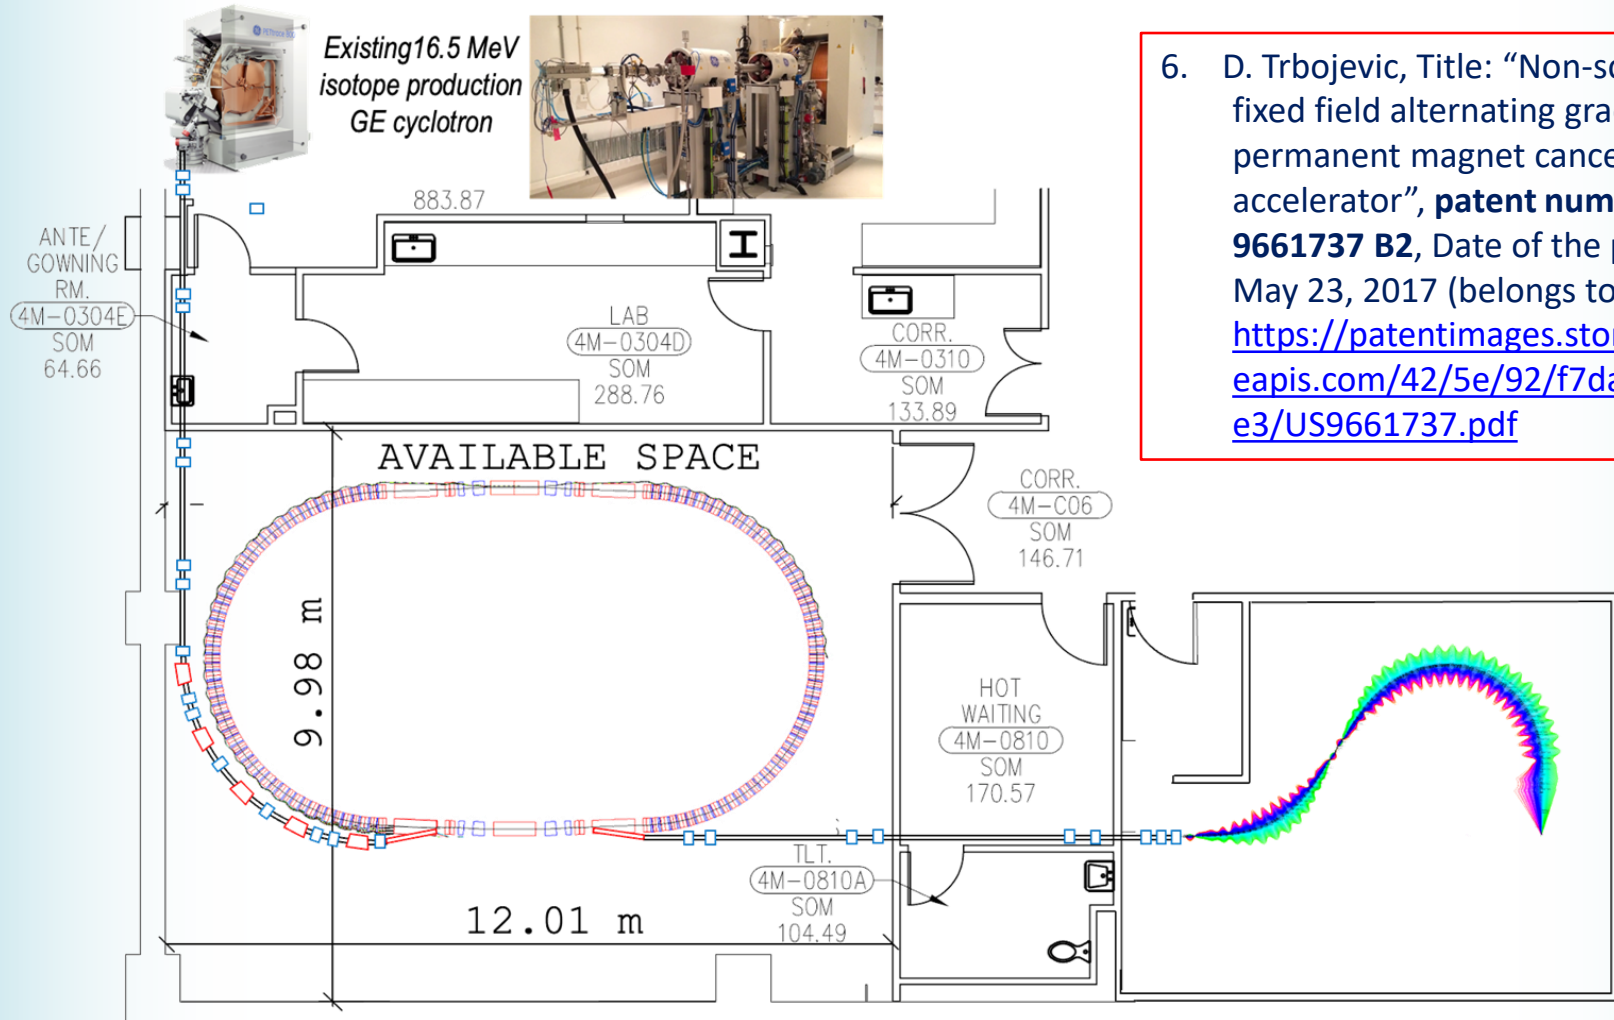 Existing16.5 MeV
isotope production
GE cyclotron
6. D. Trbojevic, Title: “Non-sc
fixed field alternating gra
permanent magnet cance
accelerator”, patent num
9661737 B2, Date of the p
May 23, 2017 (belongs to
https://patentimages.stor
eapis.com/42/5e/92/f7da
e3/US9661737.pdf
883.87
ANTE/
GOWNING
RM.
4M-0304E
SOM
64.66
LAB
4M-0304D
SOM
288.76
CORR.
4M-0310
SOM
133.89
AVAILABLE SPACE
CORR.
4M-C06
SOM
146.71
9.98 m
HOT
WAITING
4M-0810
SOM
170.57
TLT.
4M-0810A
SOM
104.49
12.01 m